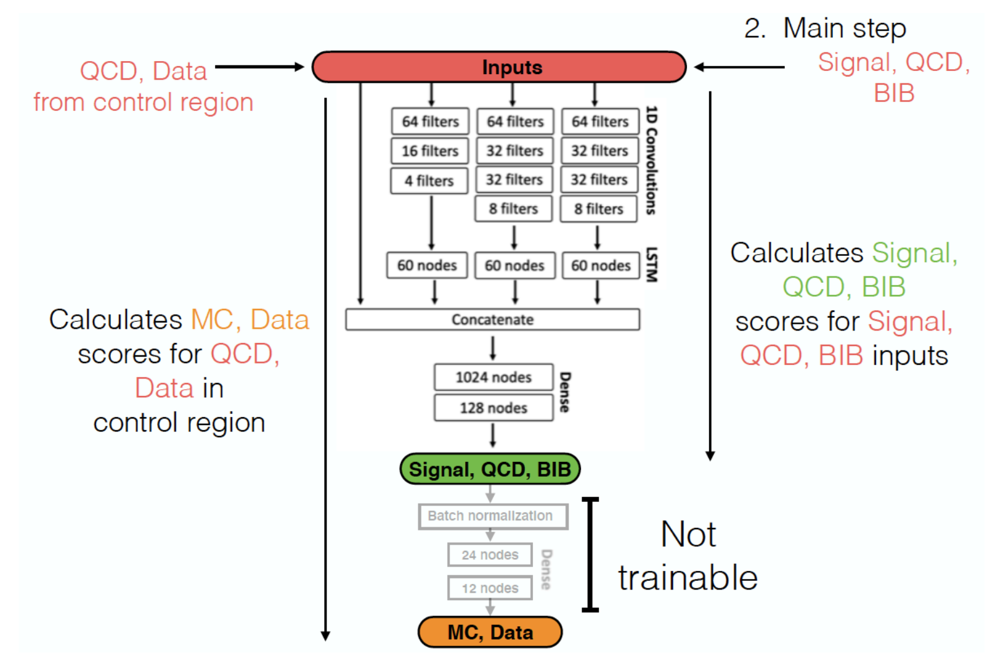 2. Main step
Signal, QCD,
BIB
QCD, Data
from control region
Inputs
64 filters
64 filters
64 filters
16 filters
32 filters
32 filters
4 filters
32 filters
32 filters
8 filters
8 filters
1D Convolutions
60 nodes
60 nodes
60 nodes
LSTM
Concatenate
1024 nodes
128 nodes
Dense
Calculates MC, Data
scores for QCD,
Data in
control region
Calculates Signal,
QCD, BIB
scores for Signal,
QCD, BIB inputs
Signal, QCD, BIB
Batch normalization
24 nodes
12 nodes
Dense
Not
trainable
MC, Data